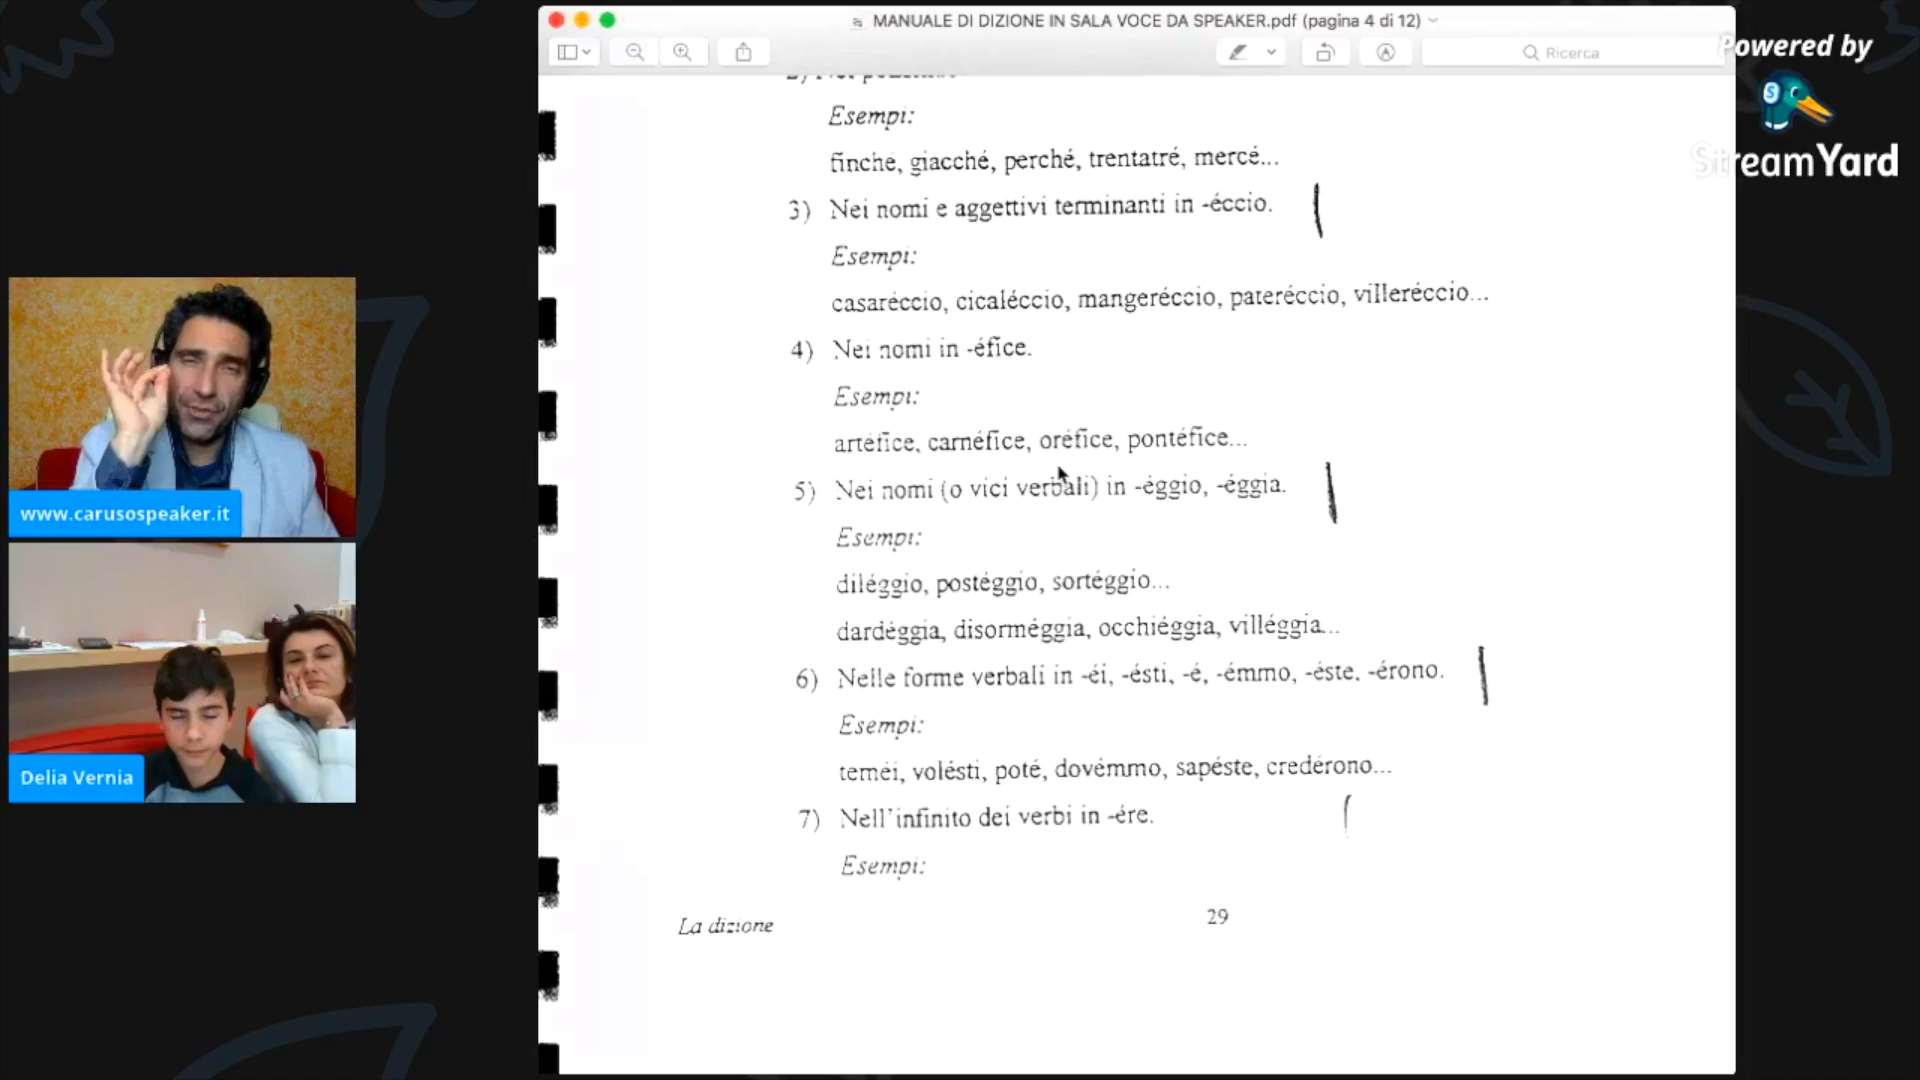 MANUALE DI DIZIONE IN SALA VOCE DA SPEAKER.pdf (pagina 4 di 12)
Ricerca
Powered by
StreamYard
Esempi:
finché, giacché, perché, trentatré, mercé...
3) Nei nomi e aggettivi terminanti in -éccio.
Esempi:
casaréccio, cicaléccio, mangeréccio, pateréccio, villeréccio...
4) Nei nomi in -éfice.
Esempi:
artéfice, carnéfice, oréfice, pontéfice...
5) Nei nomi (o vici verbali) in -éggio, -éggia.
Esempi:
diléggio, postéggio, sortéggio...
dardéggia, disorméggia, occhiéggia, villéggia...
6) Nelle forme verbali in -éi, -ésti, -é, -émmo, -éste, -érono.
Esempi:
teméi, volésti, poté, dovémmo, sapéste, credérono...
7) Nell'infinito dei verbi in -ére.
Esempi:
La dizione
29
www.carusospeaker.it
Delia Vernia